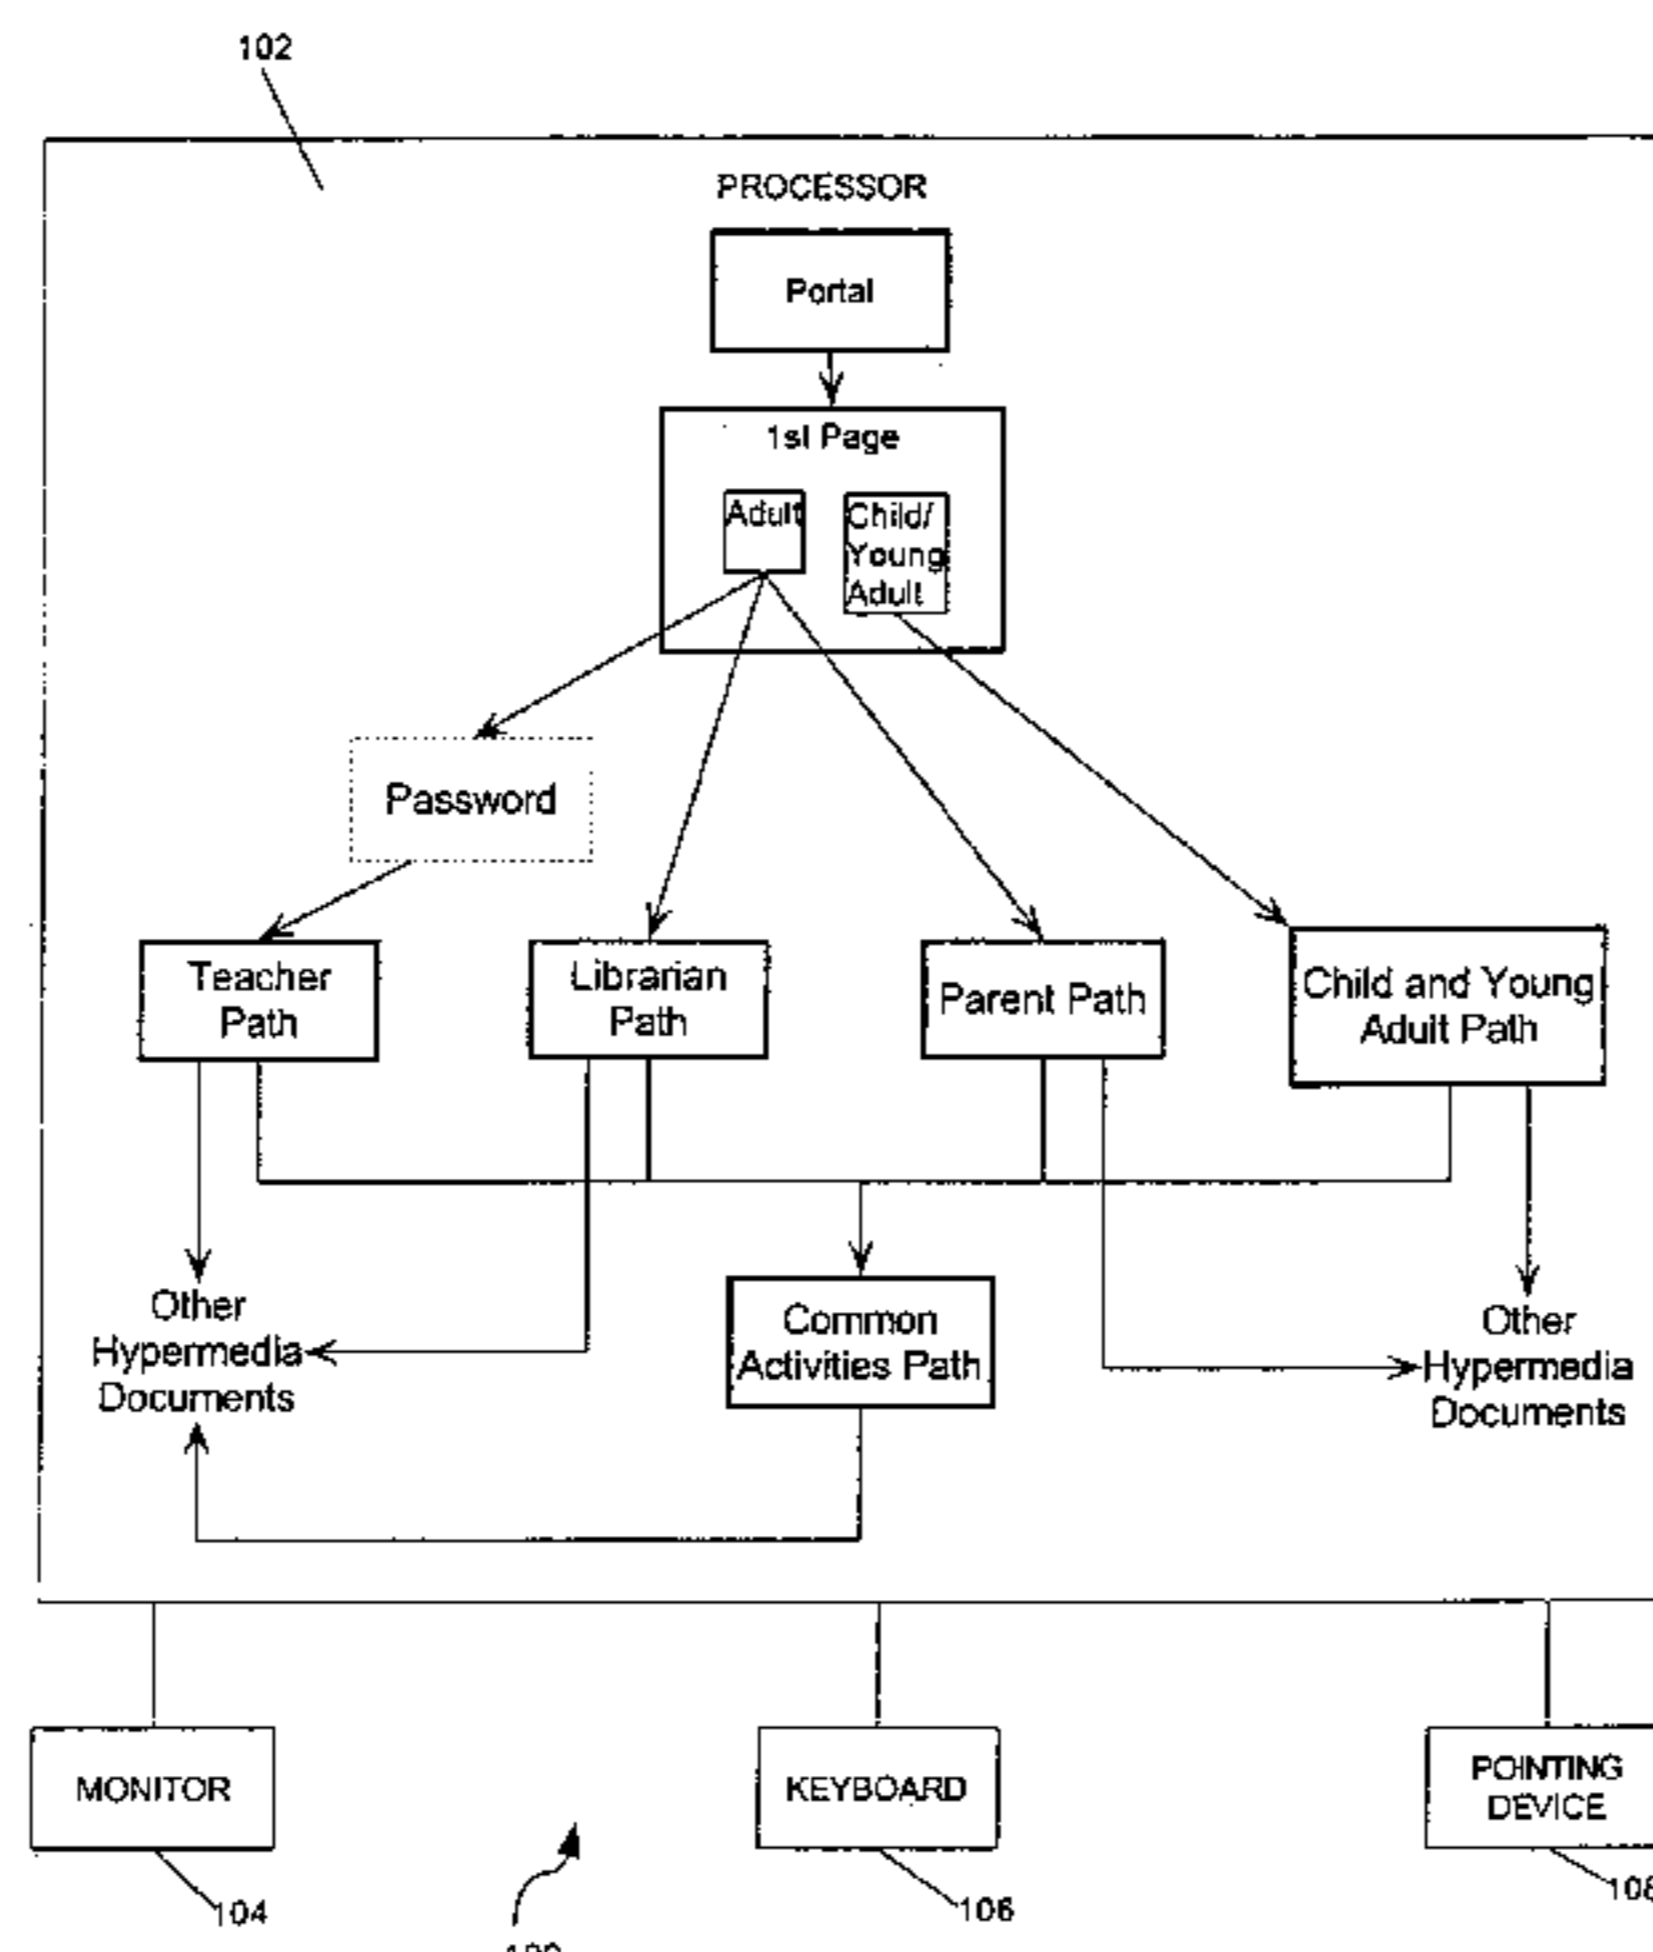 102
PROCESSOR
Portal
1st Page
Adult
Child/
Young
Adult
Password
Teacher
Path
Librarian
Path
Parent Path
Child and Young
Adult Path
Other
Hypermedia
Documents
Common
Activities Path
Other
Hypermedia
Documents
MONITOR
KEYBOARD
POINTING
DEVICE
104
106